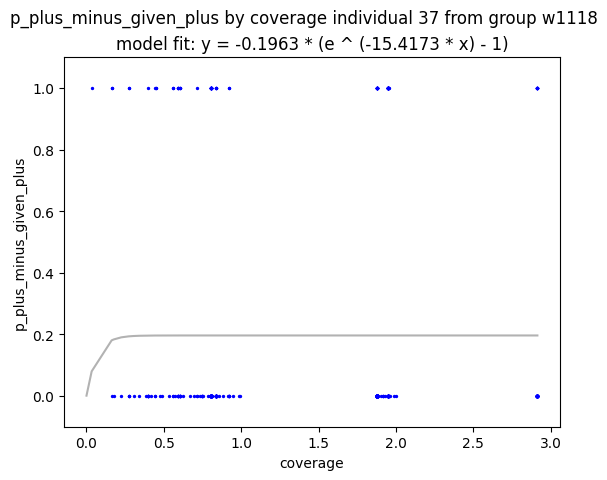 p_plus_minus_given_plus by coverage individual 37 from group w1118
model fit: y = -0.1963 * (e ^ (-15.4173 * x) - 1)
1.0
0.8
0.6
0.4
0.2
0.0
p_plus_minus_given_plus
0.0 0.5 1.0 1.5 2.0 2.5 3.0
coverage